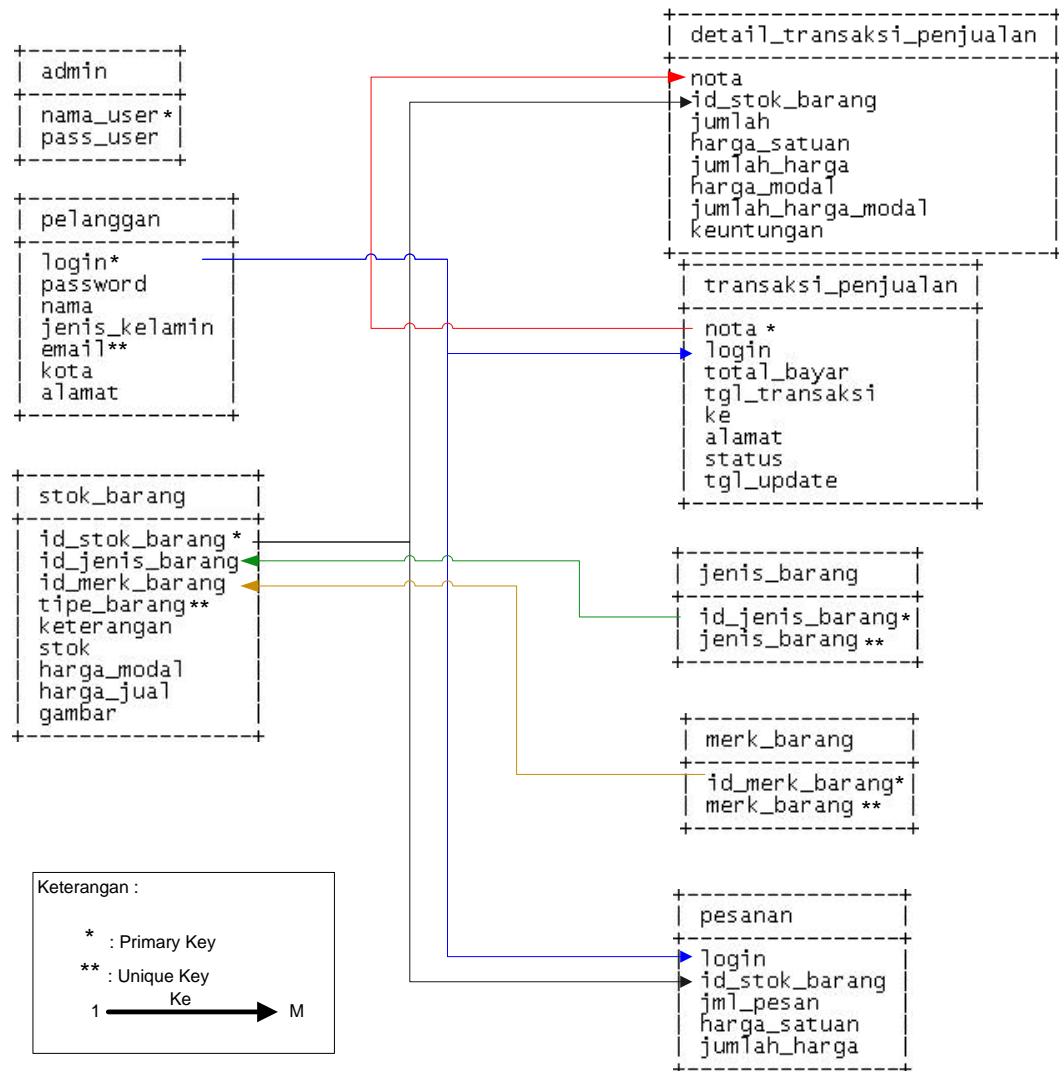 admin
nama_user*
pass_user
pelanggan
login*
password
nama
jenis_kelamin
email**
kota
alamat
stok_barang
id_stok_barang *
id_jenis_barang
id_merk_barang
tipe_barang**
keterangan
stok
harga_modal
harga_jual
gambar
detail_transaksi_penjualan
nota
id_stok_barang
jumlah
harga_satuan
jumlah_harga
harga_modal
jumlah_harga_modal
keuntungan
transaksi_penjualan
nota *
login
total_bayar
tgl_transaksi
ke
alamat
status
tgl_update
jenis_barang
id_jenis_barang*
jenis_barang **
merk_barang
id_merk_barang*
merk_barang **
pesanan
login
id_stok_barang
jml_pesan
harga_satuan
jumlah_harga
Keterangan :
* : Primary Key
** : Unique Key
Ke
1 M